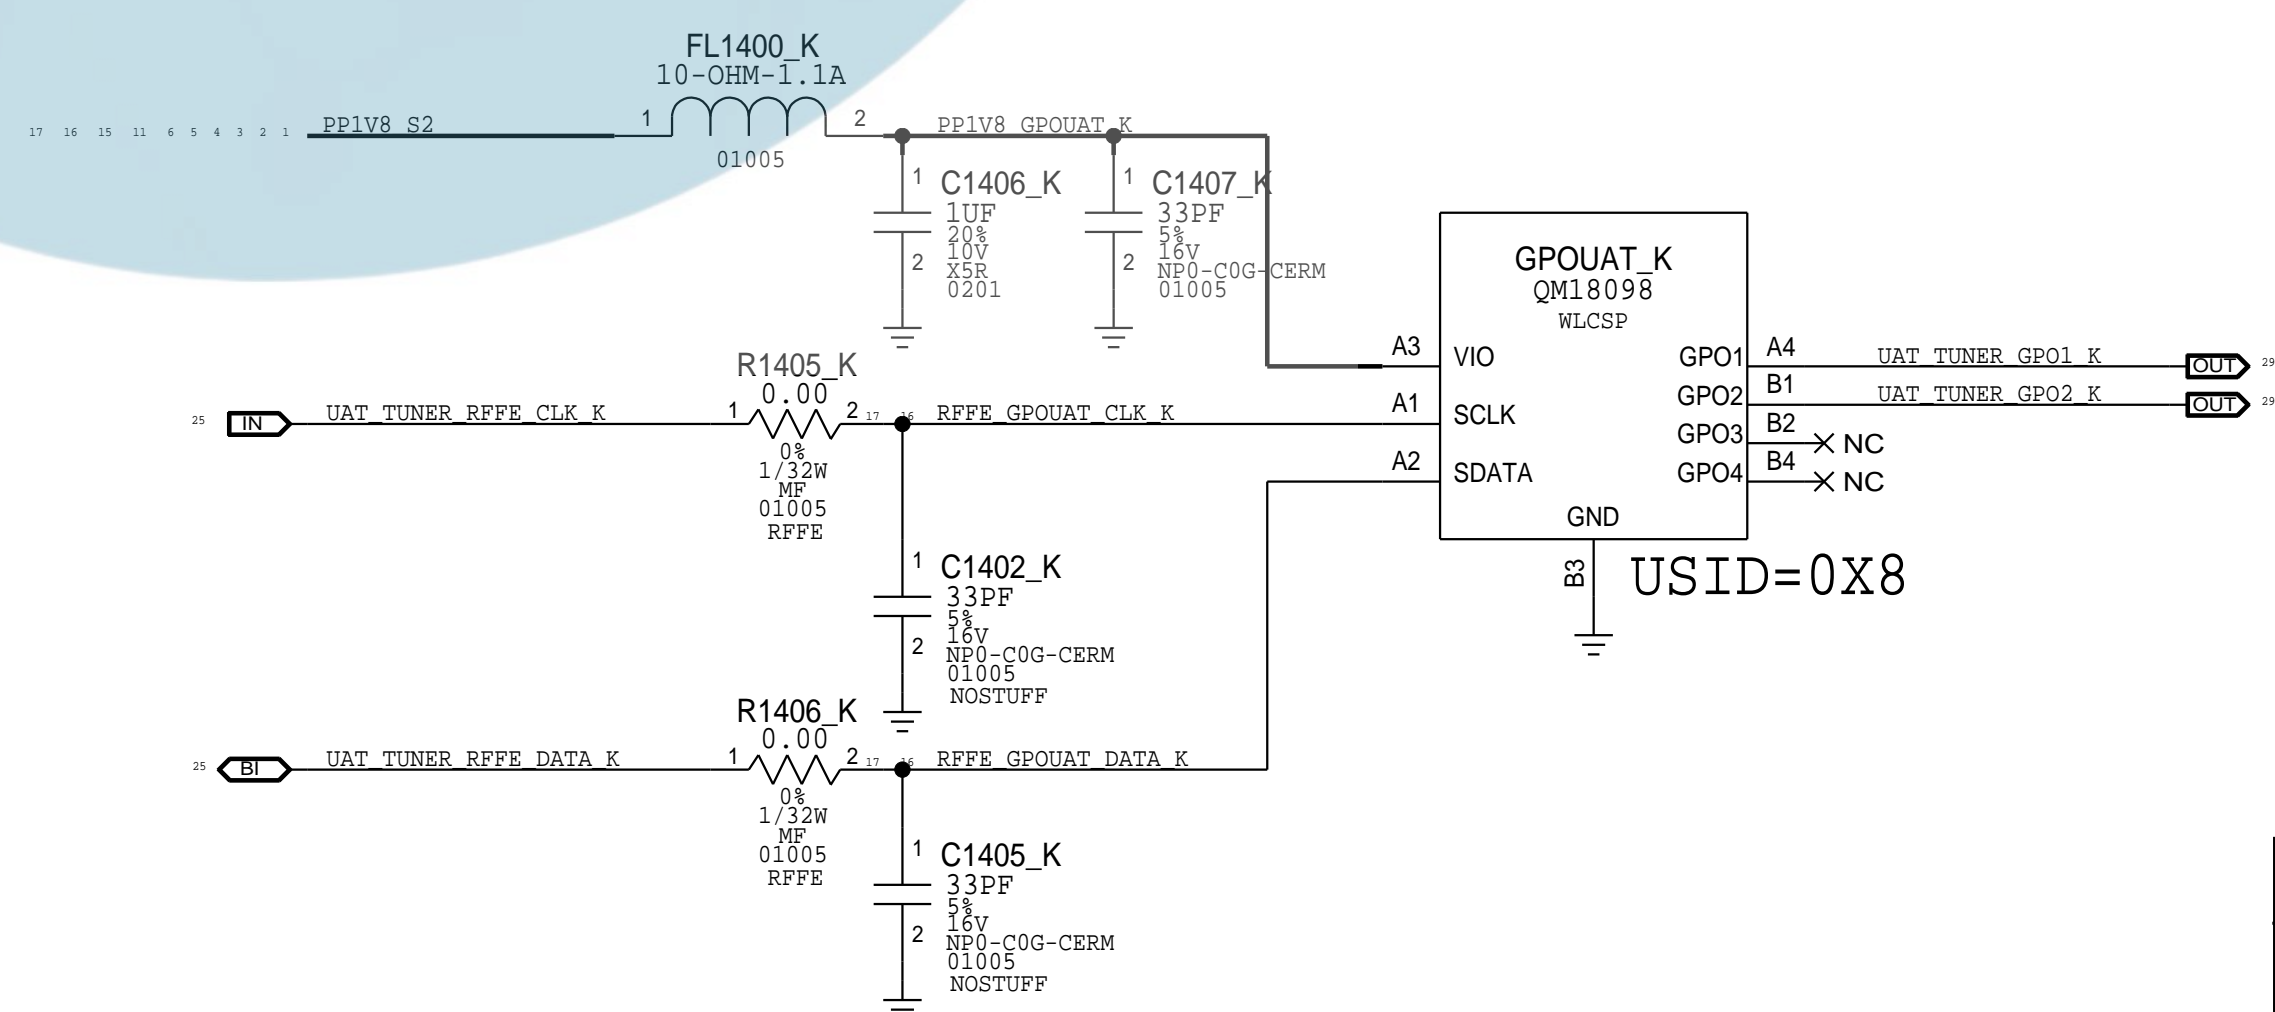 FL1400_K
10-OHM-1.1A
17 16 15 11 6 5 4 3 2 1
PP1V8_S2
1
2
PP1V8_GPOUAT_K
01005
1
C1406_K
1UF
20%
10V
2
X5R
0201
1
C1407_K
33PF
5%
16V
2
NP0-C0G-CERM
01005
GPOUAT_K
QM18098
WLCSP
A3
VIO
GPO1
A4
UAT_TUNER_GPO1_K
OUT
29
A1
SCLK
GPO2
B1
UAT_TUNER_GPO2_K
OUT
29
A2
SDATA
GPO3
B2
NC
GPO4
B4
NC
GND
B3
USID=0X8
R1405_K
0.00
25
IN
UAT_TUNER_RFFE_CLK_K
1
2
17
16
RFFE_GPOUAT_CLK_K
0%
1/32W
MF
01005
RFFE
1
C1402_K
33PF
5%
16V
2
NP0-C0G-CERM
01005
NOSTUFF
R1406_K
0.00
25
BI
UAT_TUNER_RFFE_DATA_K
1
2
17
16
RFFE_GPOUAT_DATA_K
0%
1/32W
MF
01005
RFFE
1
C1405_K
33PF
5%
16V
2
NP0-C0G-CERM
01005
NOSTUFF